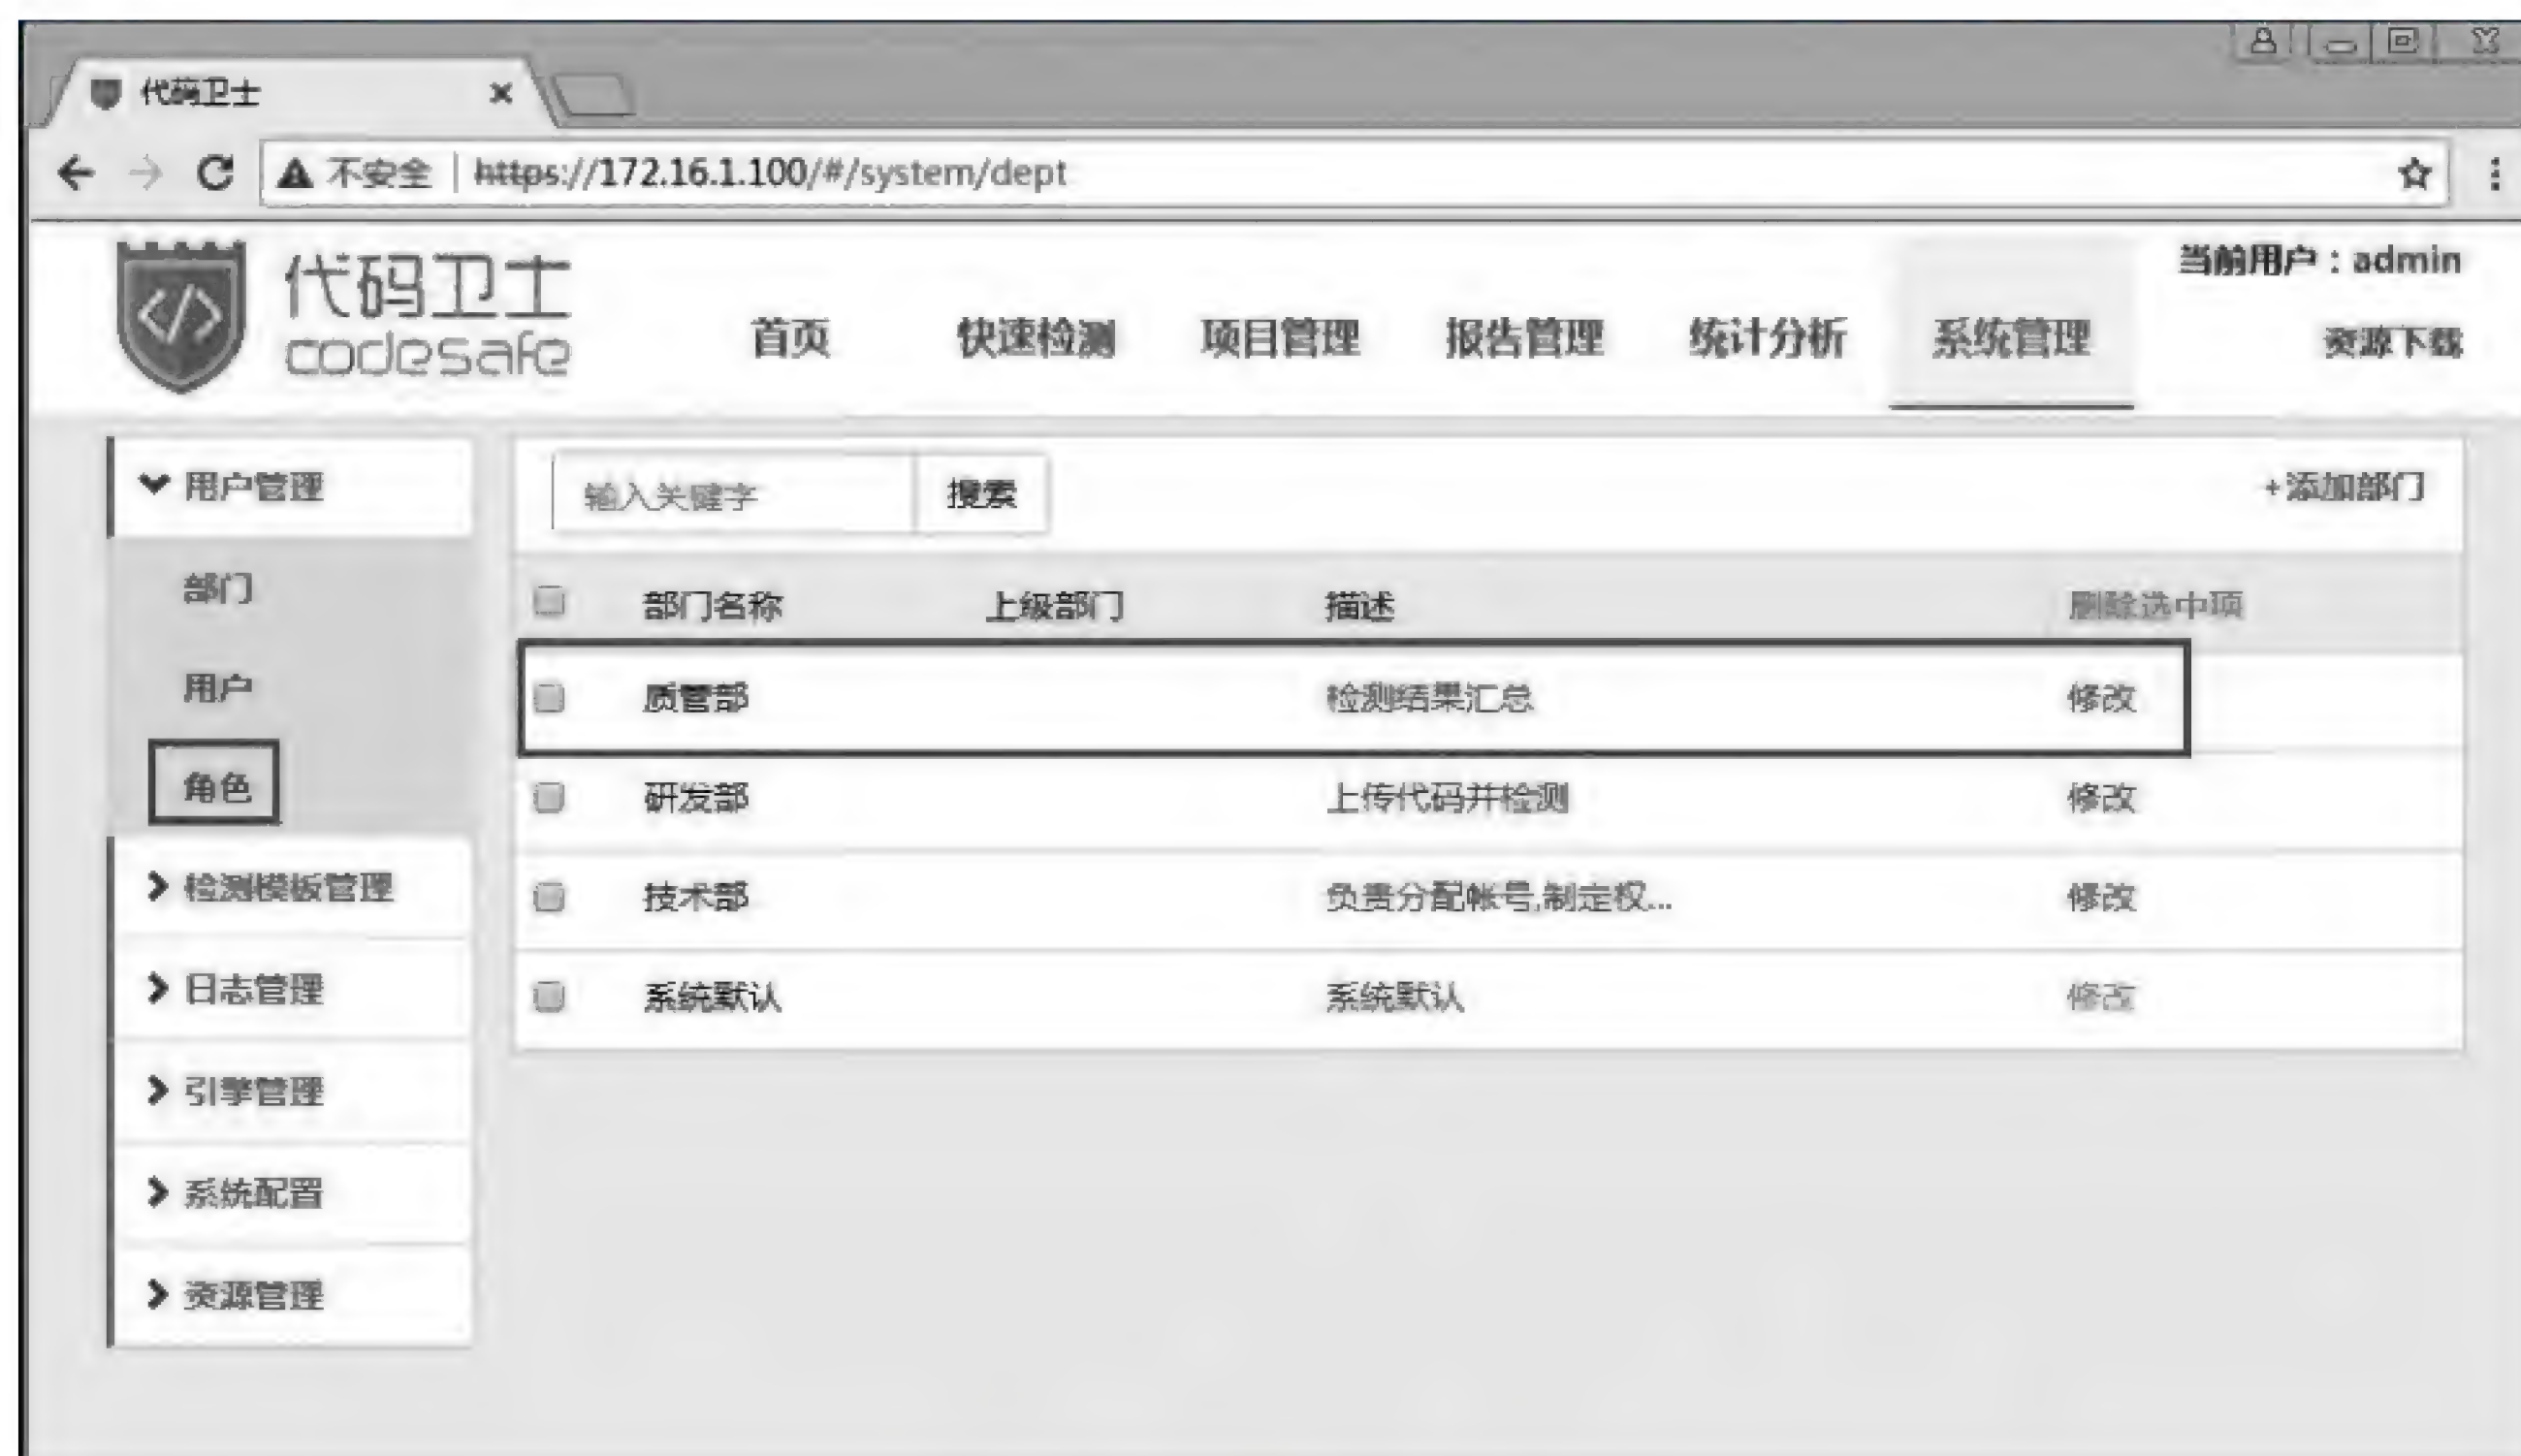 代码卫士
不安全 | https://172.16.1.100/#/system/dept
代码卫士
codesafe
当前用户：admin
首页 快速检测 项目管理 报告管理 统计分析 系统管理 资源下载
用户管理
部门
用户
角色
检测模板管理
日志管理
引擎管理
系统配置
资源管理
输入关键字 搜索 +添加部门
部门名称 上级部门 描述 删除选中项
质管部 检测结果汇总 修改
研发部 上传代码并检测 修改
技术部 负责分配帐号,制定权... 修改
系统默认 系统默认 修改